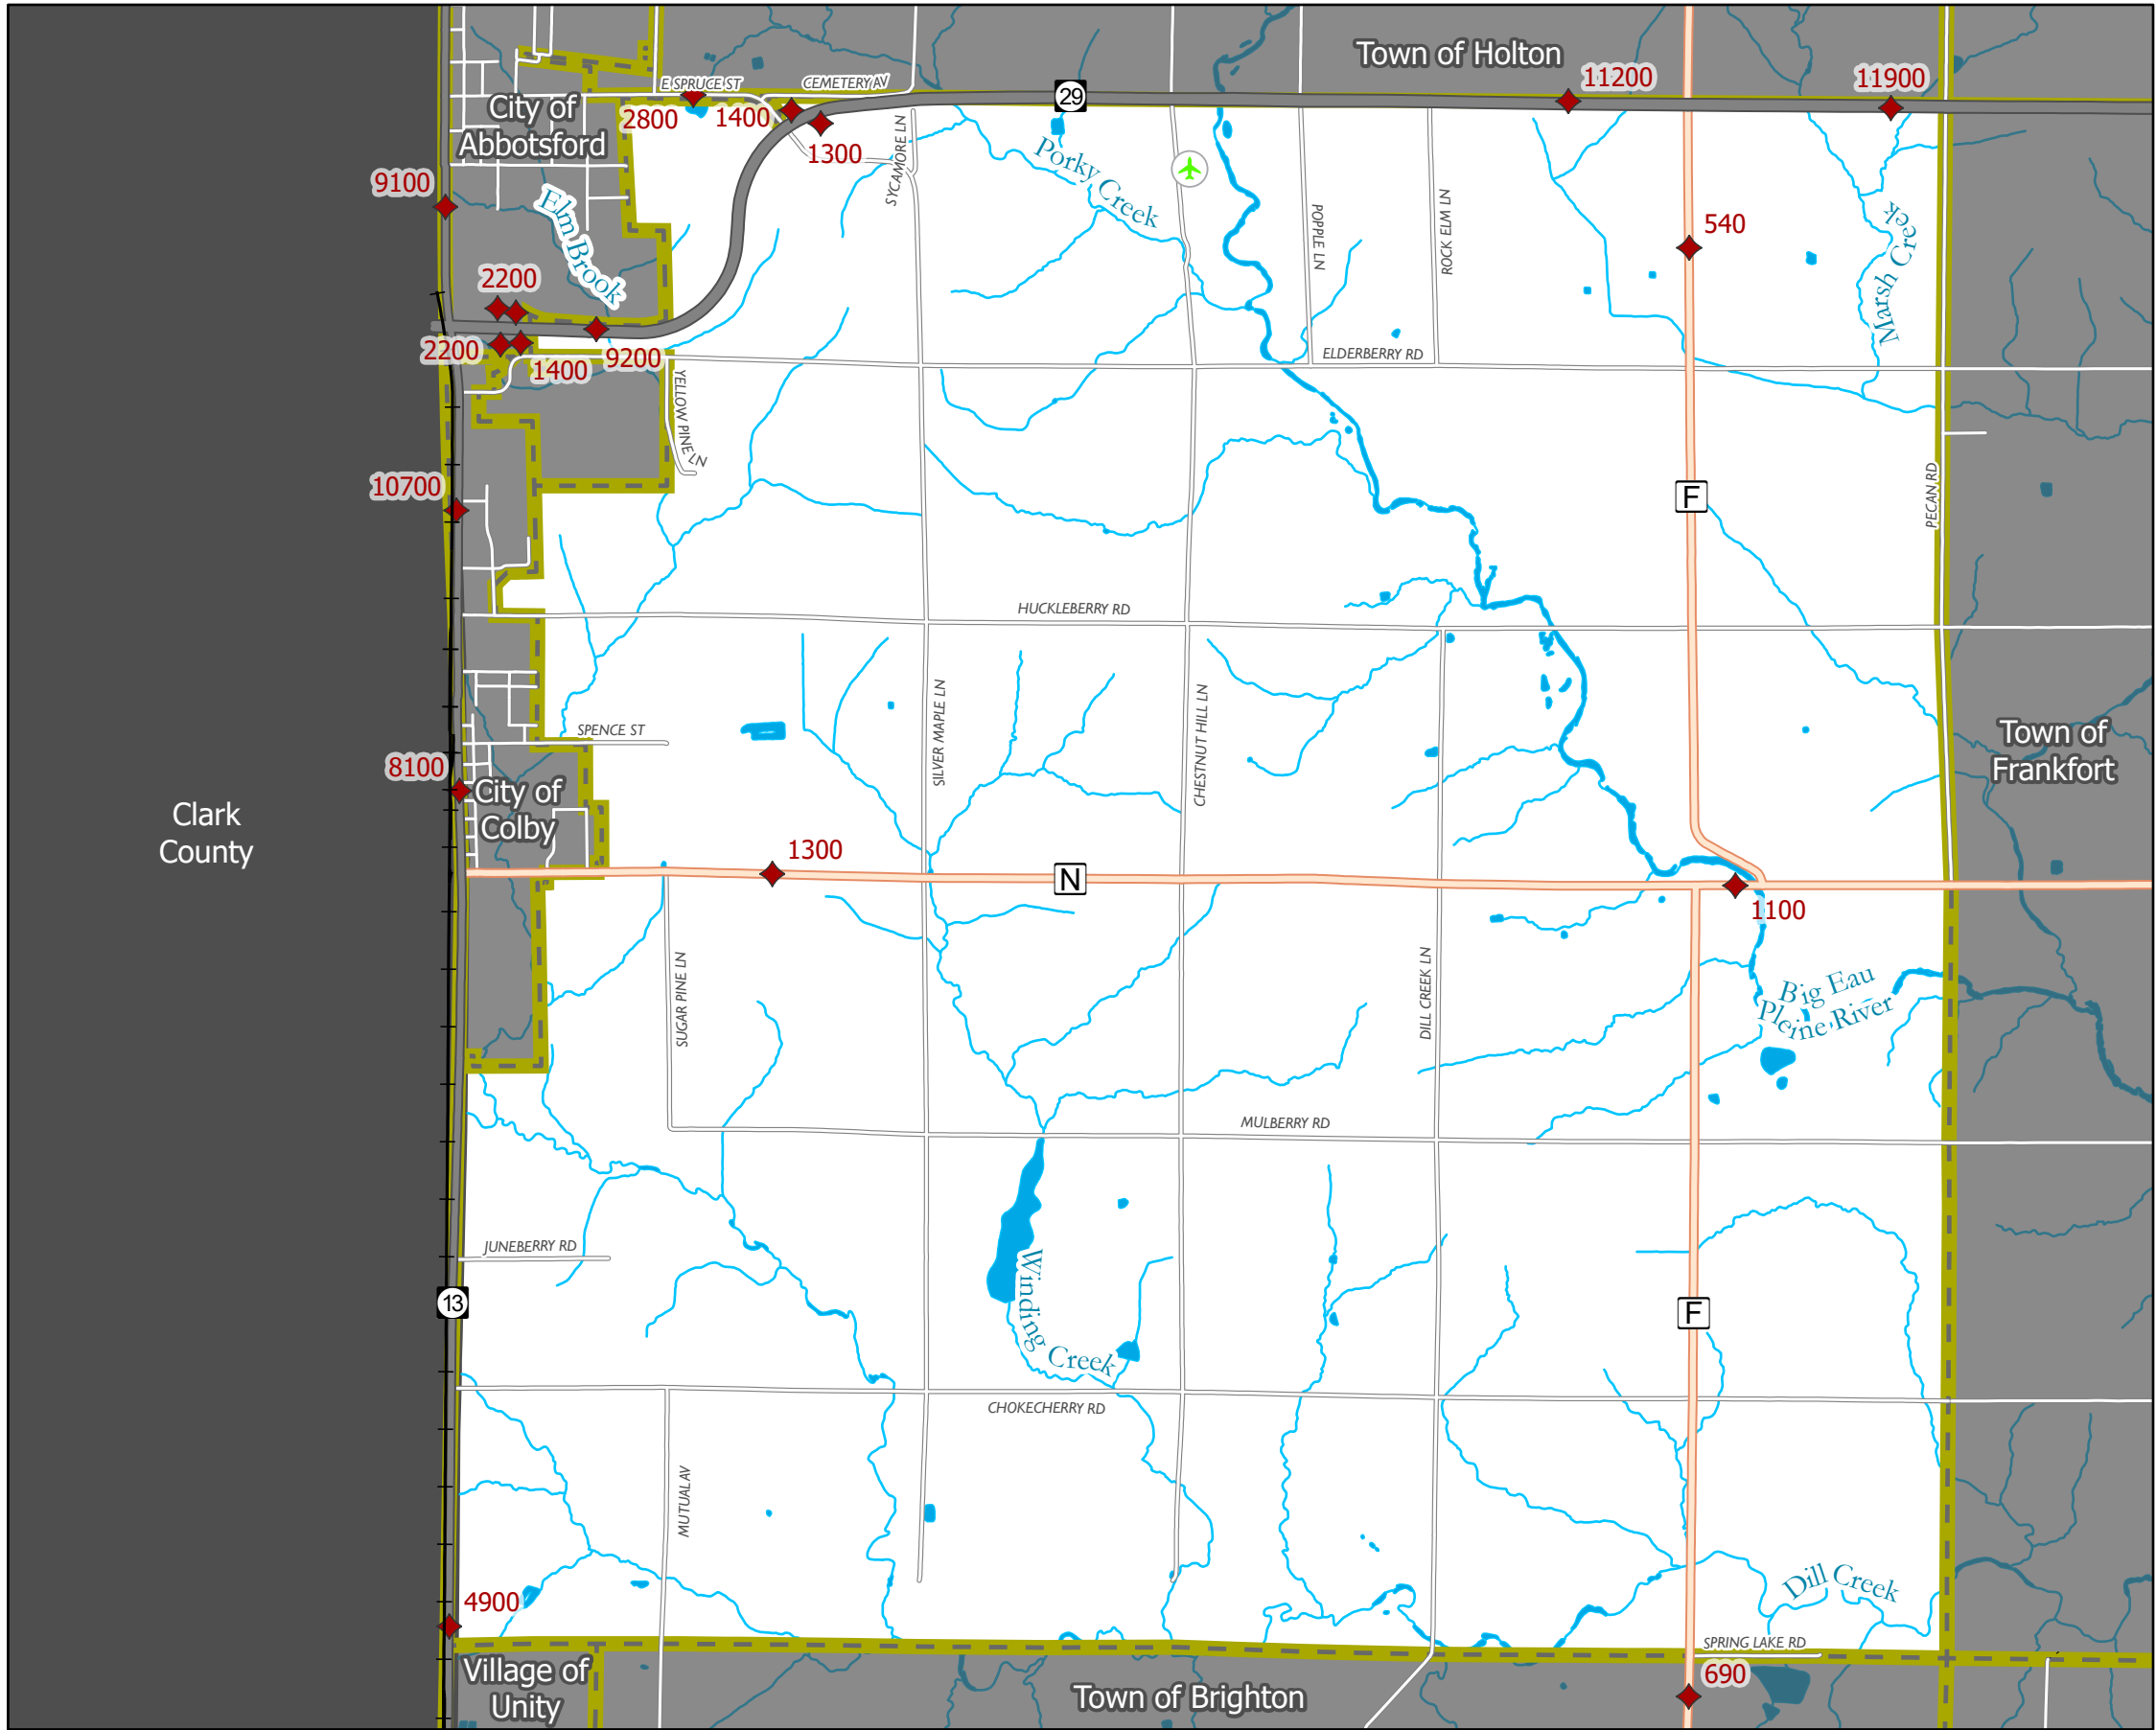 Town of Holton
11200
11900
E SPRUCE ST
CEMETERY AV
29
City of
Abbotsford
2800
1400
1300
SYCAMORE LN
Porky Creek
9100
Elm Brook
POPPLE LN
ROCK ELM LN
540
Marsh Creek
2200
2200
1400
9200
ELDERBERRY RD
YELLOW PINE LN
10700
F
PECAN RD
HUCKLEBERRY RD
SPENCE ST
SILVER MAPLE LN
CHESTNUT HILL LN
Town of
Frankfort
8100
City of
Colby
Clark
County
1300
N
1100
SUGAR PINE LN
DILL CREEK LN
Big Eau
Pleine River
MULBERRY RD
JUNEBERRY RD
13
Winding Creek
F
CHOKECHERRY RD
MUTUAL AV
4900
Dill Creek
SPRING LAKE RD
Village of
Unity
Town of Brighton
690